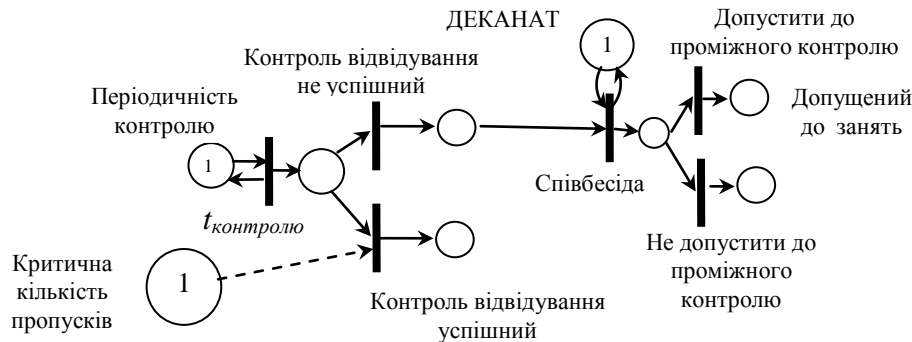 ДЕКАНАТ
1
Допустити до
проміжного контролю
Контроль відвідування
не успішний
Періодичність
контролю
1
Допущений
до занять
Співбесіда
tконтролю
Критична
кількість
пропусків
1
Не допустити до
проміжного
контролю
Контроль відвідування
успішний